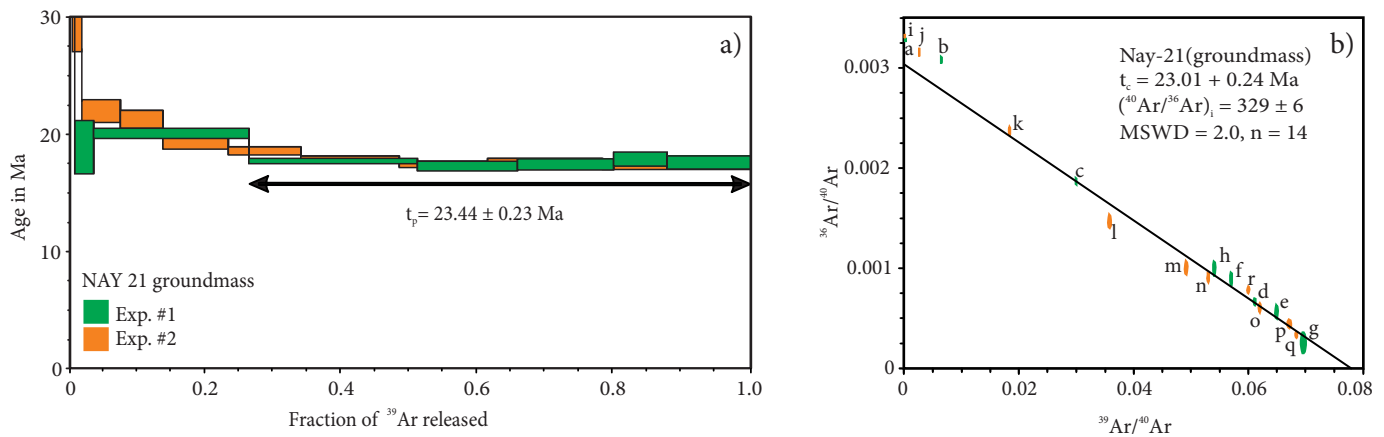 30
20
10
0
Age in Ma
a)
tₚ= 23.44 ± 0.23 Ma
NAY 21 groundmass
Exp. #1
Exp. #2
0 0.2 0.4 0.6 0.8 1.0
Fraction of ³⁹Ar released
b)
0.003
0.002
0.001
0
³⁶Ar/⁴⁰Ar
Nay-21(groundmass)
t꜀ = 23.01 + 0.24 Ma
(⁴⁰Ar/³⁶Ar)ᵢ = 329 ± 6
MSWD = 2.0, n = 14
i
j
a
b
k
c
l
m
h
n
f
r
d
o
e
p
g
q
0 0.02 0.04 0.06 0.08
³⁹Ar/⁴⁰Ar